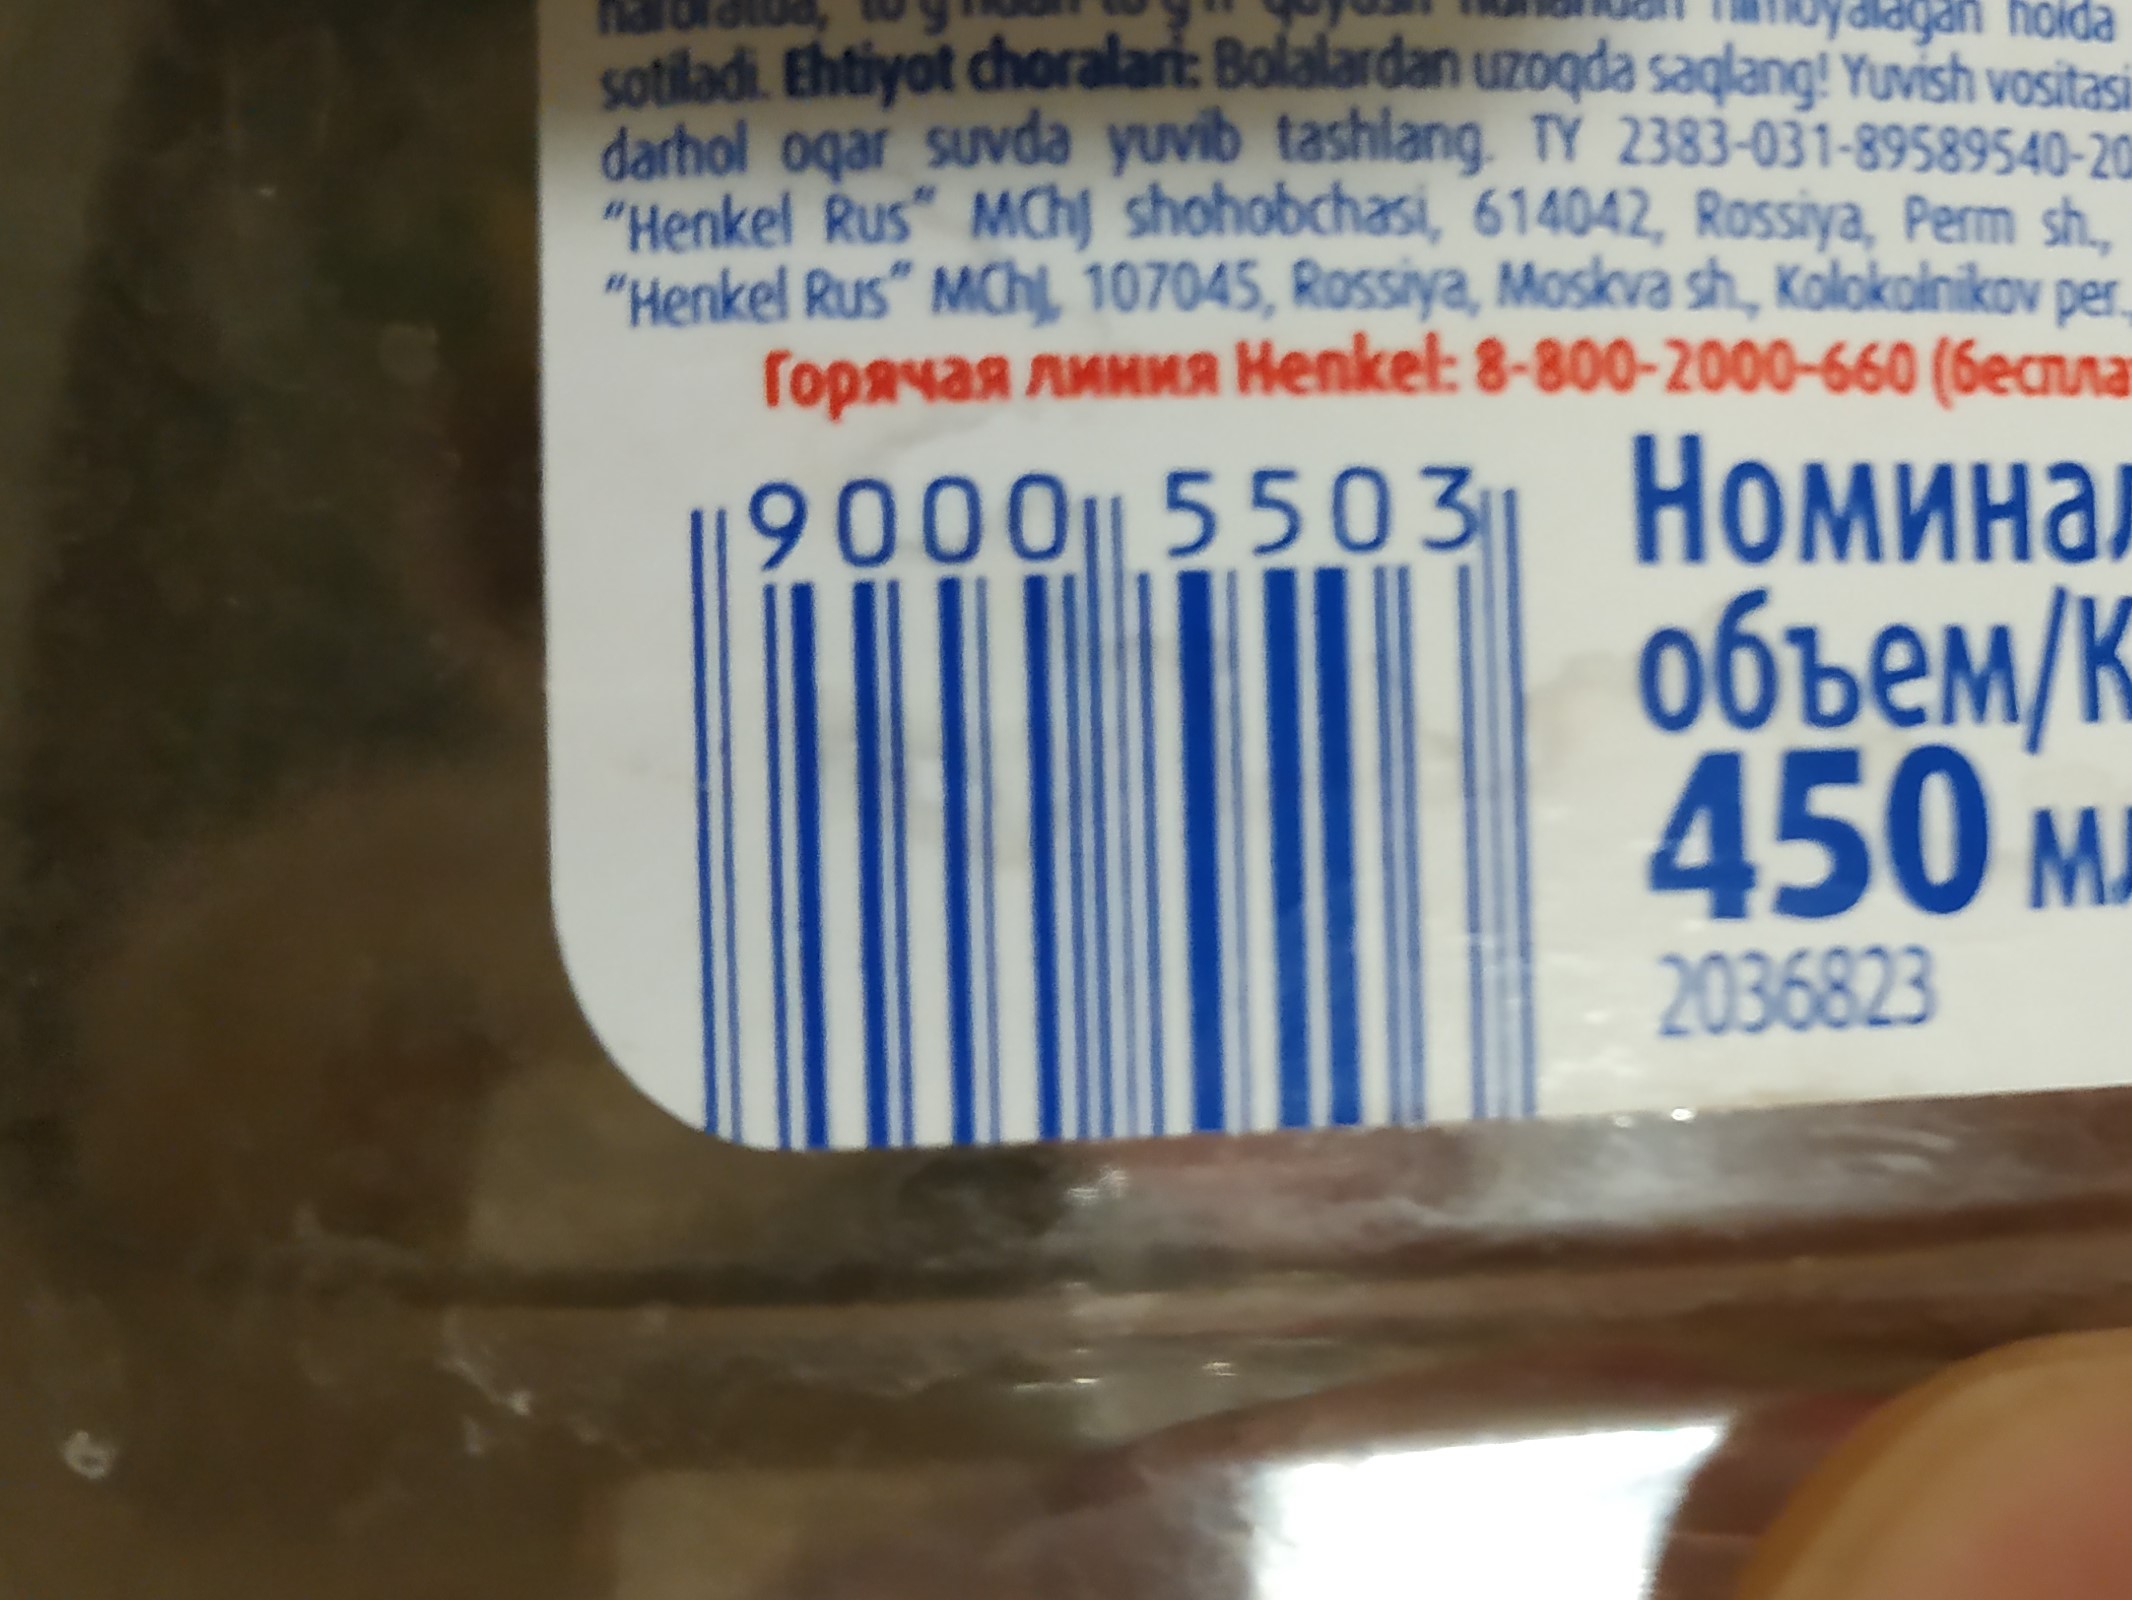 sotiladi. Ehtiyot choralari: Bolalardan uzoqda saqlang! Yuvish vositasi
darhol oqar suvda yuvib tashlang. TY 2383-031-89589540-20
“Henkel Rus” MChJ shohobchasi, 614042, Rossiya, Perm sh.,
“Henkel Rus” MChJ, 107045, Rossiya, Moskva sh., Kolokolnikov per.,
Горячая линия Henkel: 8-800-2000-660 (беспла
9000 5503
Номинал
объем/К
450 мл
2036823